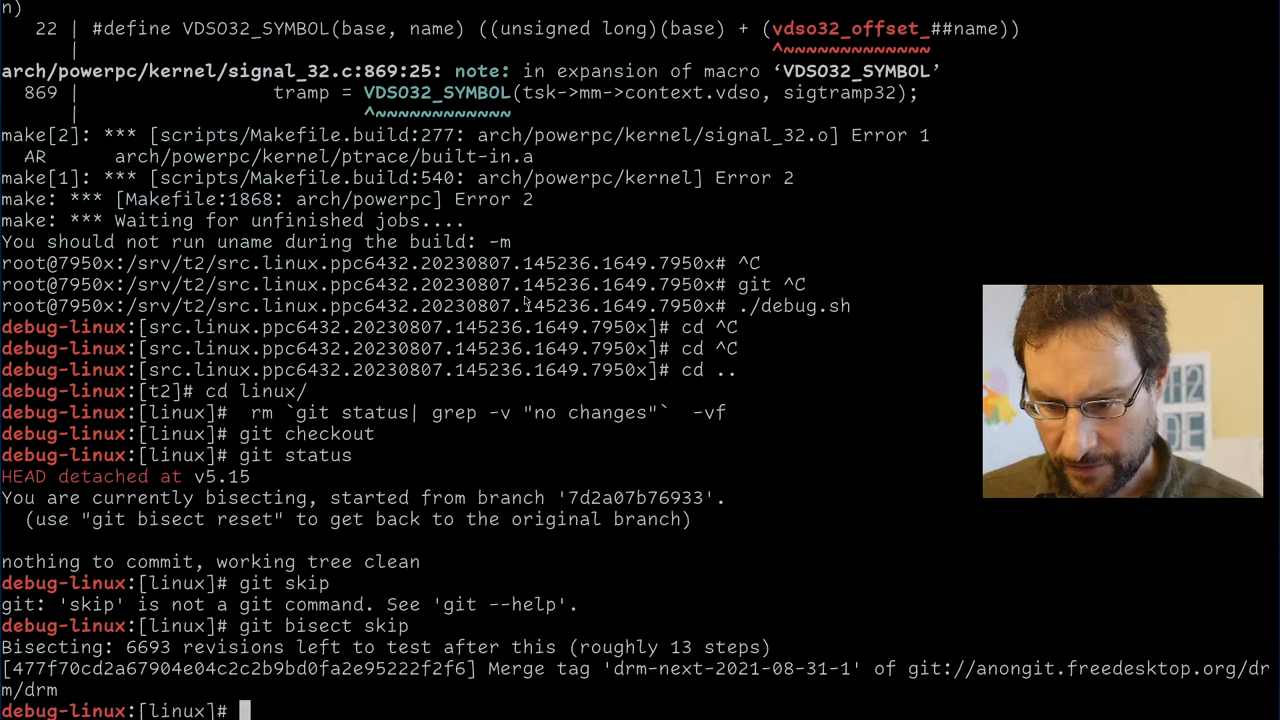 n)
   22 | #define VDSO32_SYMBOL(base, name) ((unsigned long)(base) + (vdso32_offset_##name))
      |                                                             ^~~~~~~~~~~~~~
arch/powerpc/kernel/signal_32.c:869:25: note: in expansion of macro ‘VDSO32_SYMBOL’
  869 |                 tramp = VDSO32_SYMBOL(tsk->mm->context.vdso, sigtramp32);
      |                         ^~~~~~~~~~~~~
make[2]: *** [scripts/Makefile.build:277: arch/powerpc/kernel/signal_32.o] Error 1
  AR      arch/powerpc/kernel/ptrace/built-in.a
make[1]: *** [scripts/Makefile.build:540: arch/powerpc/kernel] Error 2
make: *** [Makefile:1868: arch/powerpc] Error 2
make: *** Waiting for unfinished jobs....
You should not run uname during the build: -m
root@7950x:/srv/t2/src.linux.ppc6432.20230807.145236.1649.7950x# ^C
root@7950x:/srv/t2/src.linux.ppc6432.20230807.145236.1649.7950x# git ^C
root@7950x:/srv/t2/src.linux.ppc6432.20230807.145236.1649.7950x# ./debug.sh
debug-linux:[src.linux.ppc6432.20230807.145236.1649.7950x]# cd ^C
debug-linux:[src.linux.ppc6432.20230807.145236.1649.7950x]# cd ^C
debug-linux:[src.linux.ppc6432.20230807.145236.1649.7950x]# cd ..
debug-linux:[t2]# cd linux/
debug-linux:[linux]#  rm `git status| grep -v "no changes"`  -vf
debug-linux:[linux]# git checkout
debug-linux:[linux]# git status
HEAD detached at v5.15
You are currently bisecting, started from branch '7d2a07b76933'.
  (use "git bisect reset" to get back to the original branch)
nothing to commit, working tree clean
debug-linux:[linux]# git skip
git: 'skip' is not a git command. See 'git --help'.
debug-linux:[linux]# git bisect skip
Bisecting: 6693 revisions left to test after this (roughly 13 steps)
[477f70cd2a67904e04c2c2b9bd0fa2e95222f2f6] Merge tag 'drm-next-2021-08-31-1' of git://anongit.freedesktop.org/dr
m/drm
debug-linux:[linux]#